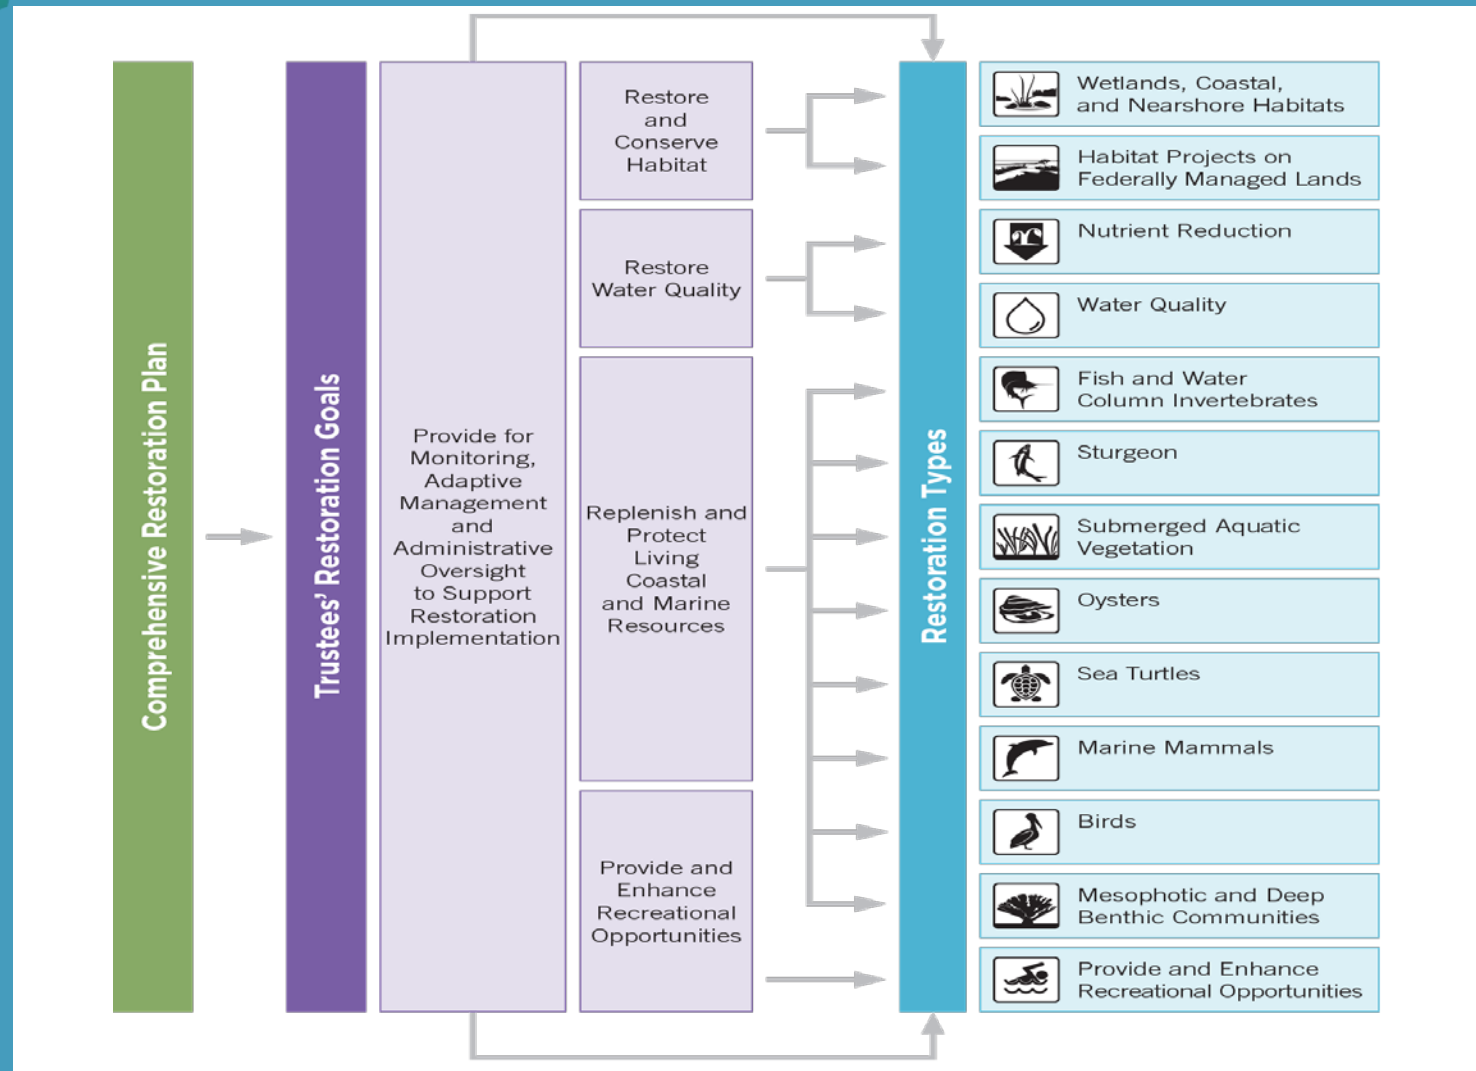 Comprehensive Restoration Plan
Trustees’ Restoration Goals
Provide for
Monitoring,
Adaptive
Management
and
Administrative
Oversight
to Support
Restoration
Implementation
Restore
and
Conserve
Habitat
Restore
Water Quality
Replenish and
Protect
Living
Coastal
and Marine
Resources
Provide and
Enhance
Recreational
Opportunities
Restoration Types
Wetlands, Coastal,
and Nearshore Habitats
Habitat Projects on
Federally Managed Lands
Nutrient Reduction
Water Quality
Fish and Water
Column Invertebrates
Sturgeon
Submerged Aquatic
Vegetation
Oysters
Sea Turtles
Marine Mammals
Birds
Mesophotic and Deep
Benthic Communities
Provide and Enhance
Recreational Opportunities